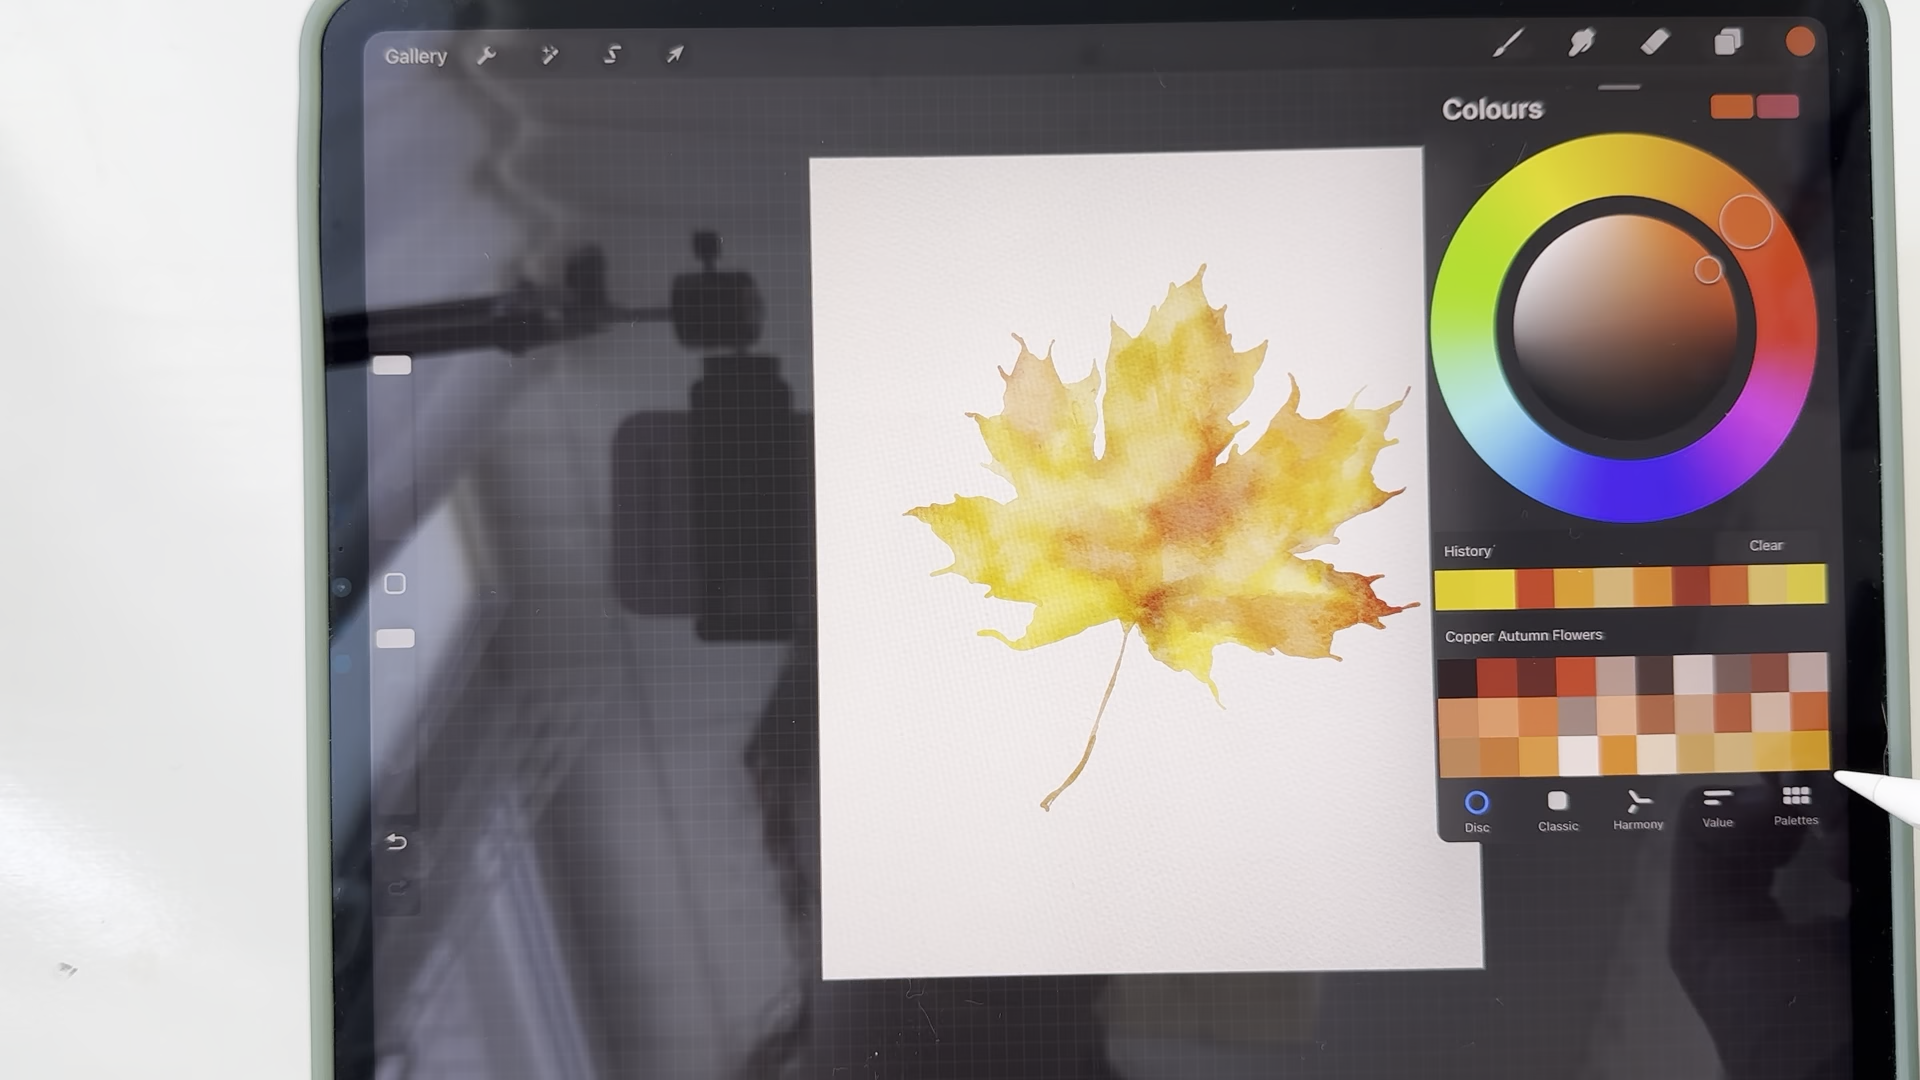 Gallery
Colours
History
Clear
Copper Autumn Flowers
Disc
Classic
Harmony
Value
Palettes